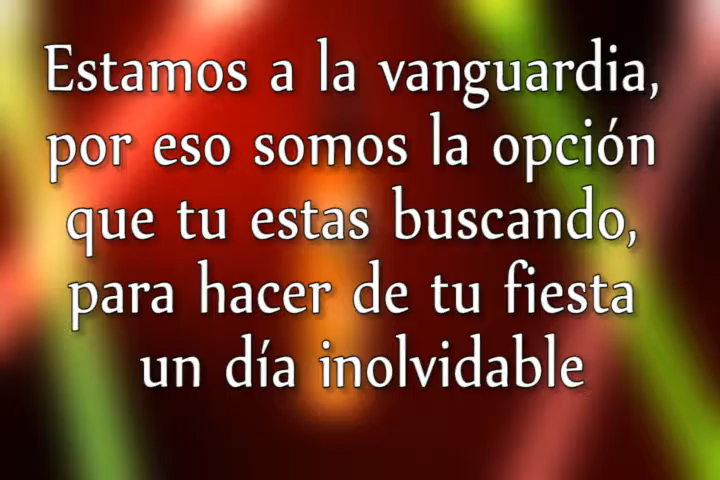 Estamos a la vanguardia,
por eso somos la opción
que tu estas buscando,
para hacer de tu fiesta
un día inolvidable